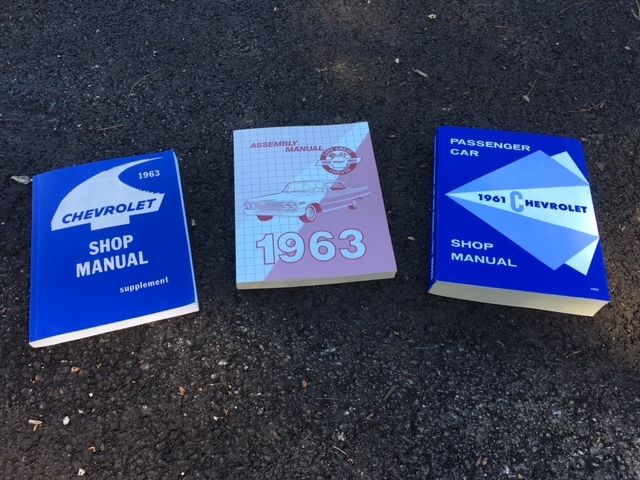 1963
CHEVROLET
SHOP
MANUAL
supplement
ASSEMBLY
MANUAL
1963
PASSENGER
CAR
1961 CHEVROLET
SHOP
MANUAL